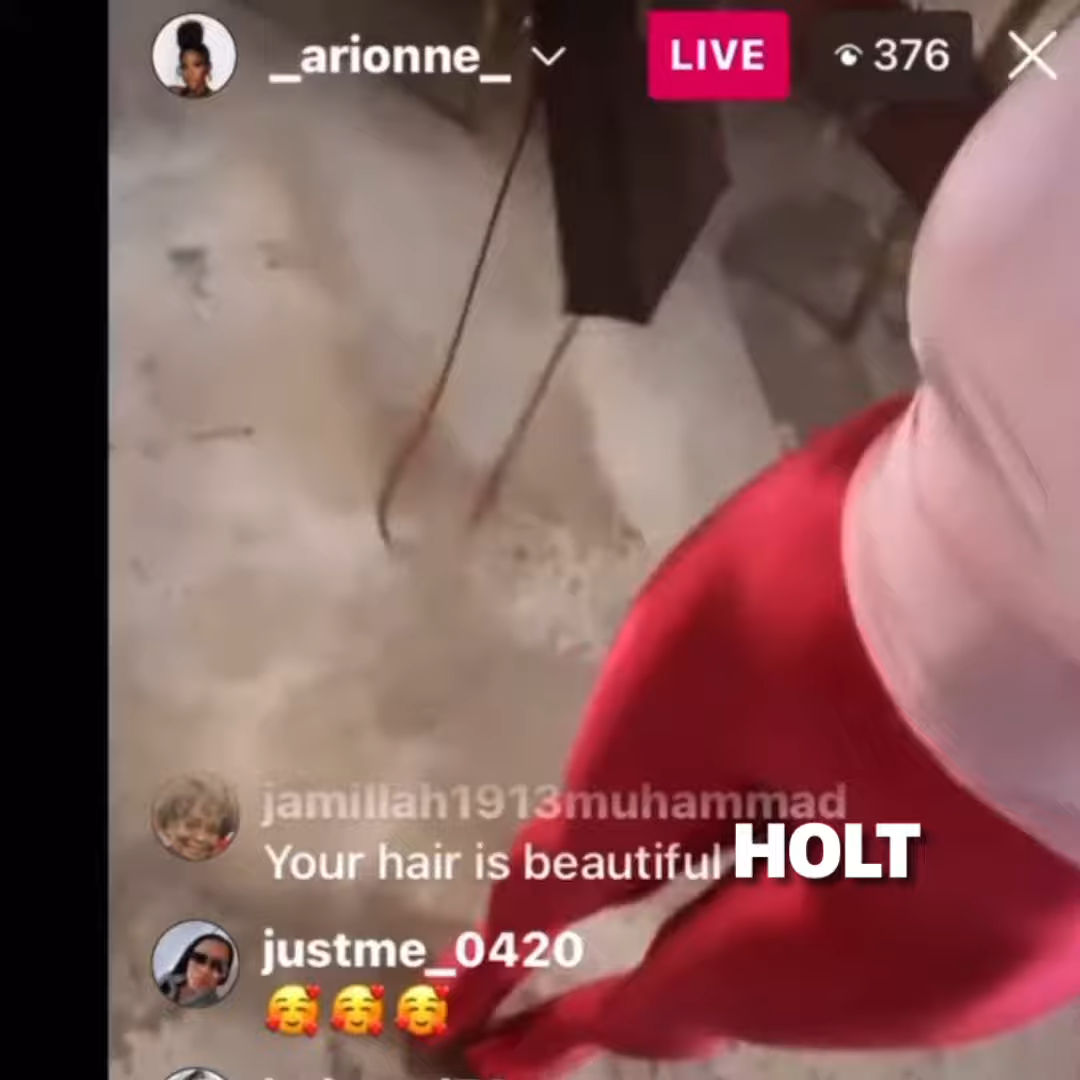 _arionne_
LIVE
376
jamillah1913muhammad
Your hair is beautiful
HOLT
justme_0420
🥰🥰🥰